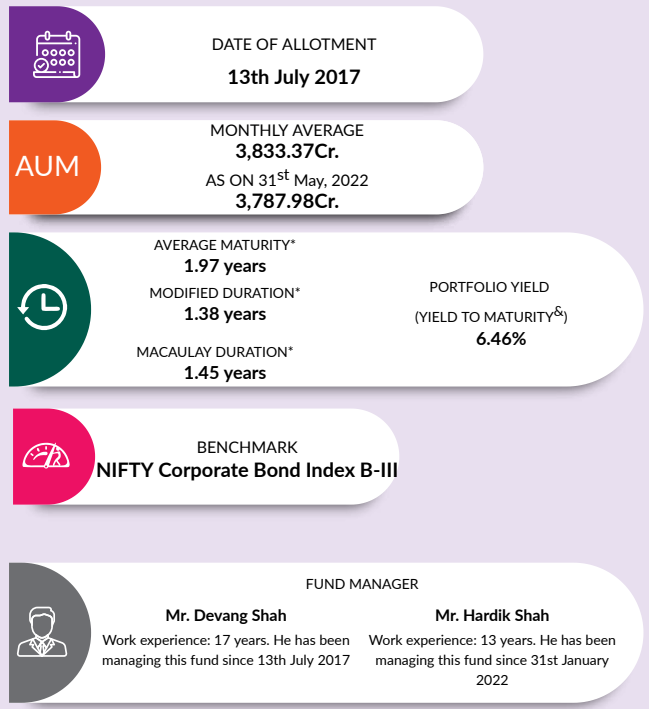 DATE OF ALLOTMENT
13th July 2017
AUM
MONTHLY AVERAGE
3,833.37Cr.
AS ON 31st May, 2022
3,787.98Cr.
AVERAGE MATURITY*
1.97 years
MODIFIED DURATION*
1.38 years
MACAULAY DURATION*
1.45 years
PORTFOLIO YIELD
(YIELD TO MATURITY&)
6.46%
BENCHMARK
NIFTY Corporate Bond Index B-III
FUND MANAGER
Mr. Devang Shah
Work experience: 17 years. He has been
managing this fund since 13th July 2017
Mr. Hardik Shah
Work experience: 13 years. He has been
managing this fund since 31st January
2022